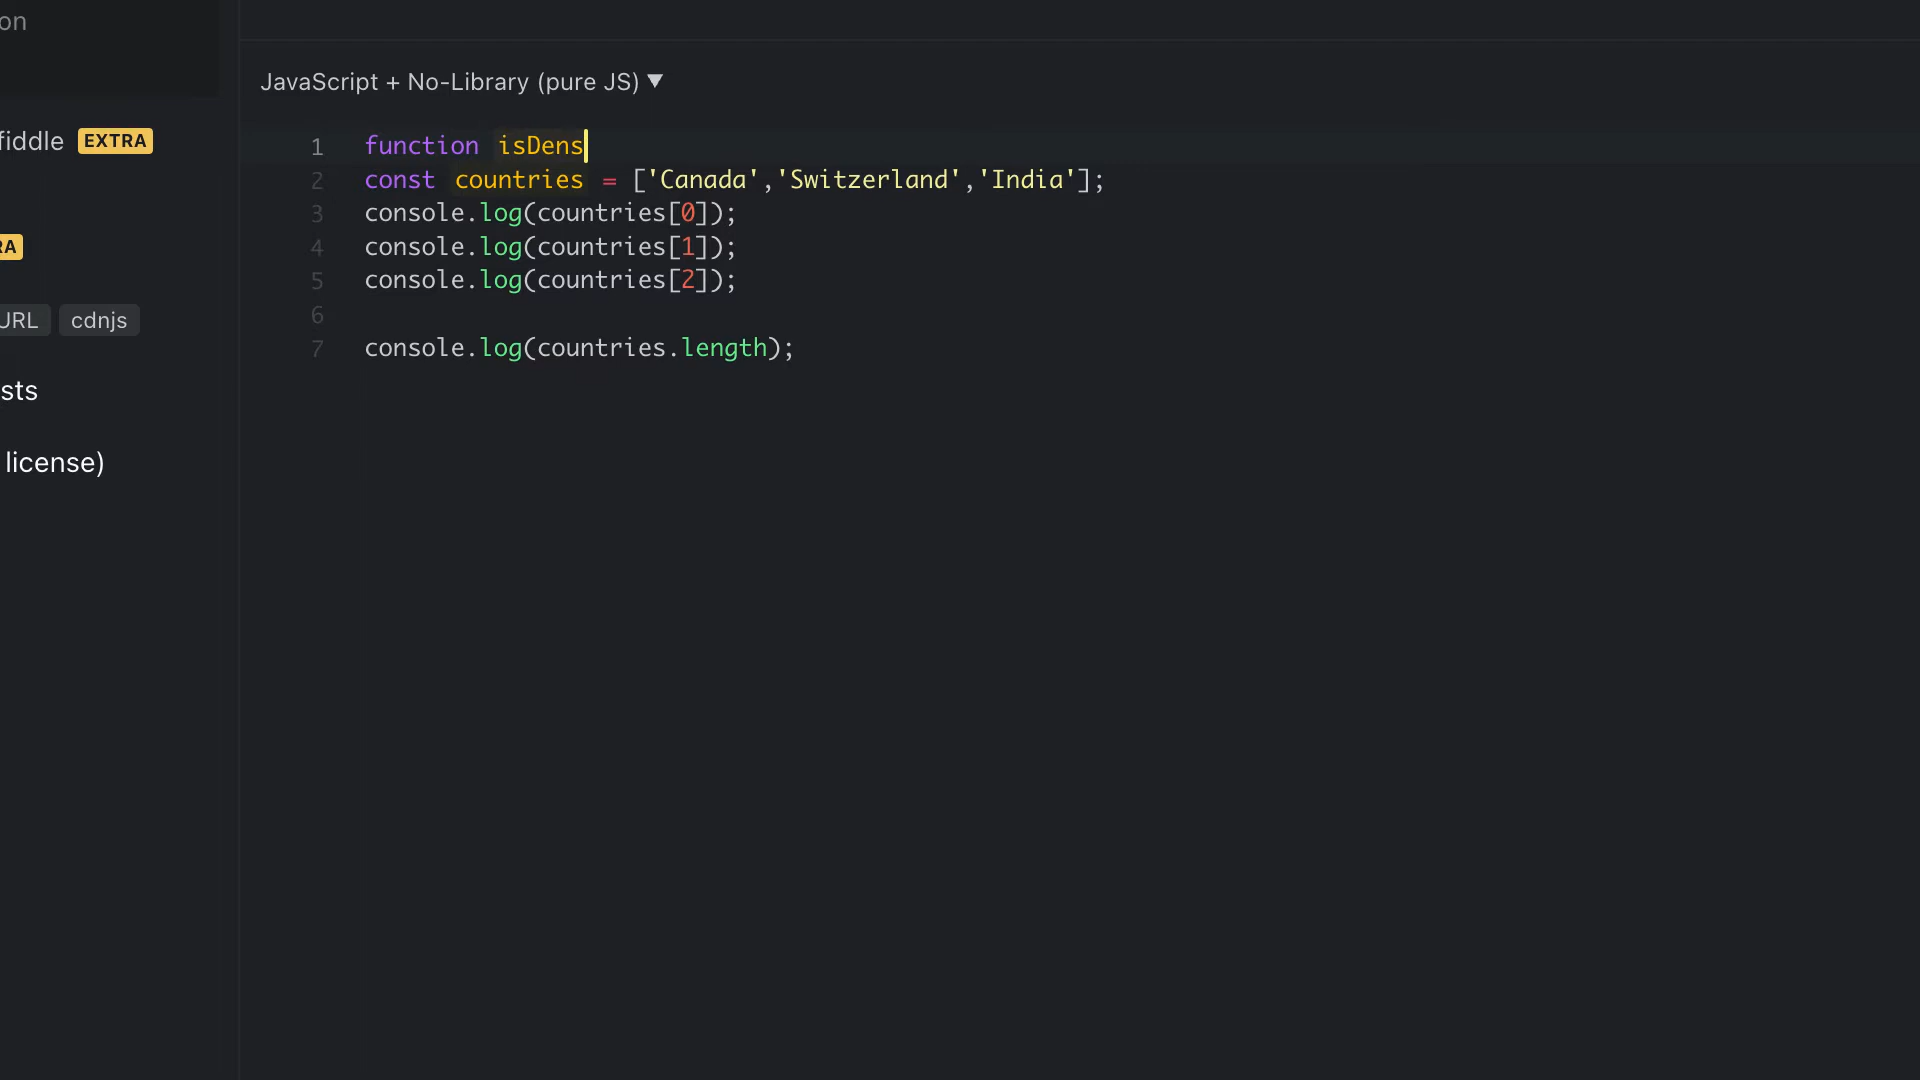 on
JavaScript + No-Library (pure JS) ▼
fiddle EXTRA
RA
URL cdnjs
sts
license)
1 function isDens
2 const countries = ['Canada','Switzerland','India'];
3 console.log(countries[0]);
4 console.log(countries[1]);
5 console.log(countries[2]);
6
7 console.log(countries.length);